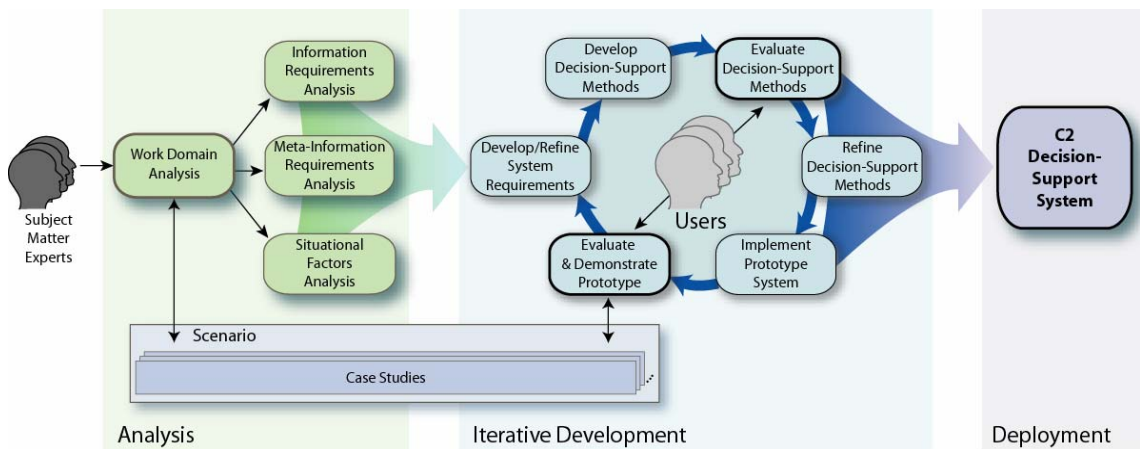 Subject
Matter
Experts
Work Domain
Analysis
Information
Requirements
Analysis
Meta-Information
Requirements
Analysis
Situational
Factors
Analysis
Scenario
Case Studies
Analysis
Develop
Decision-Support
Methods
Evaluate
Decision-Support
Methods
Refine
Decision-Support
Methods
Implement
Prototype
System
Evaluate
& Demonstrate
Prototype
Develop/Refine
System
Requirements
Users
Iterative Development
C2
Decision-
Support
System
Deployment